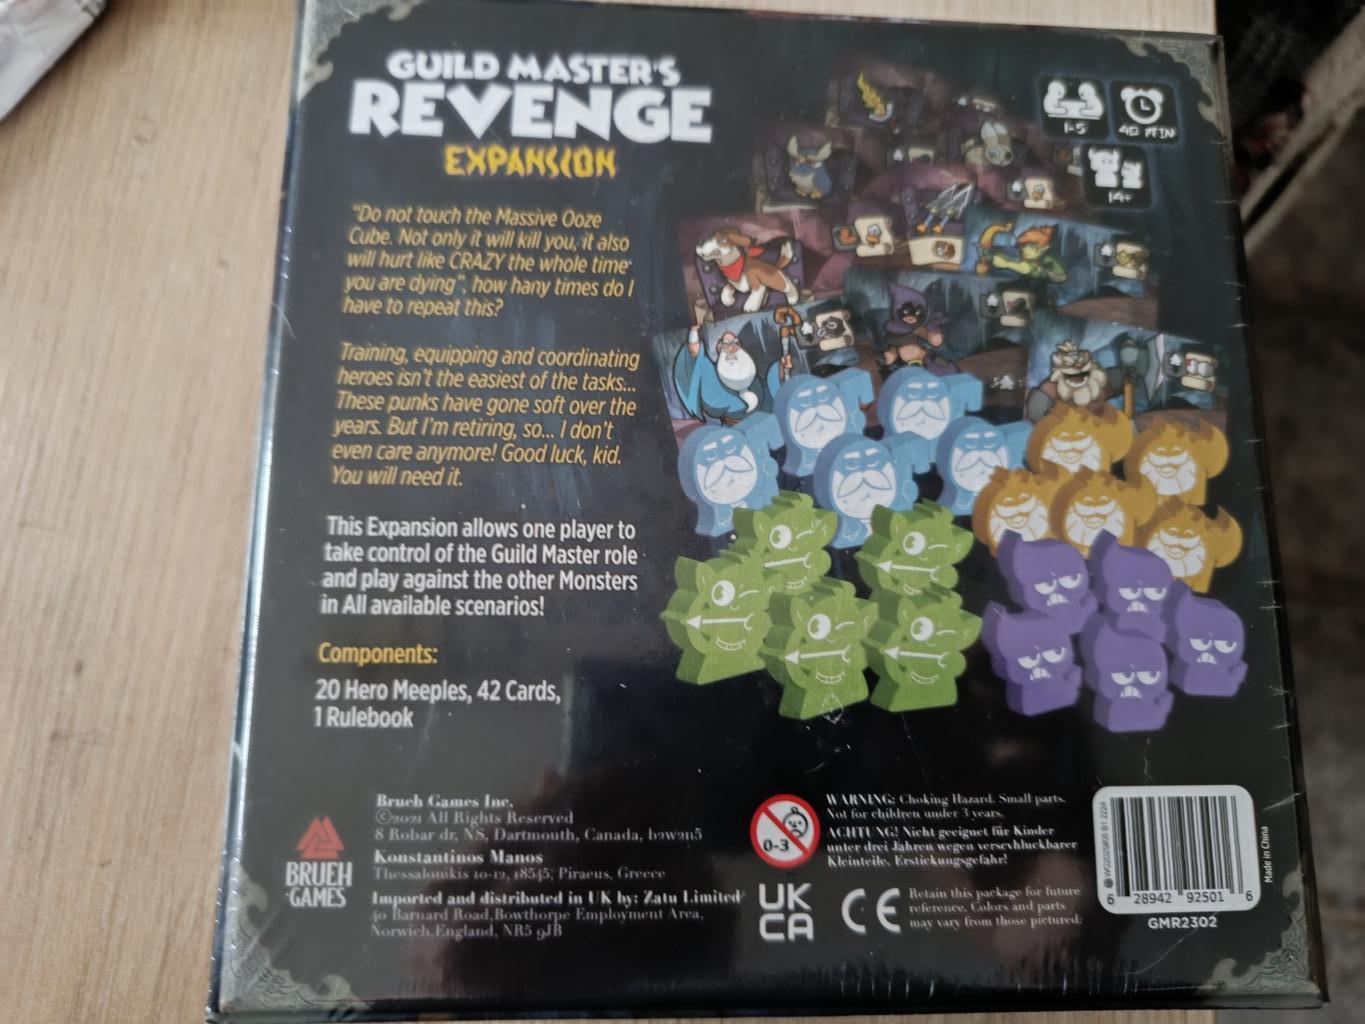 GUILD MASTER'S
REVENGE
EXPANSION
1-5
40 MIN
14+
"Do not touch the Massive Ooze
Cube. Not only it will kill you, it also
will hurt like CRAZY the whole time
you are dying", how hany times do I
have to repeat this?
Training, equipping and coordinating
heroes isn't the easiest of the tasks...
These punks have gone soft over the
years. But I'm retiring, so... I don't
even care anymore! Good luck, kid.
You will need it.
This Expansion allows one player to
take control of the Guild Master role
and play against the other Monsters
in All available scenarios!
Components:
20 Hero Meeples, 42 Cards,
1 Rulebook
BRUEH
GAMES
Brueh Games Inc.
©2021 All Rights Reserved
8 Robar dr, NS, Dartmouth, Canada, b2w2n5
Konstantinos Manos
Thessalonikis 10-12, 18545, Piraeus, Greece
Imported and distributed in UK by: Zatu Limited
40 Barnard Road,Bowthorpe Employment Area,
Norwich,England, NR5 9JB
0-3
WARNING: Choking Hazard. Small parts.
Not for children under 3 years.
ACHTUNG! Nicht geeignet für Kinder
unter drei Jahren wegen verschluckbarer
Kleinteile. Erstickungsgefahr!
UK
CA
CE
Retain this package for future
reference. Colors and parts
may vary from those pictured.
6 28942 92501 6
GMR2302
Made in China